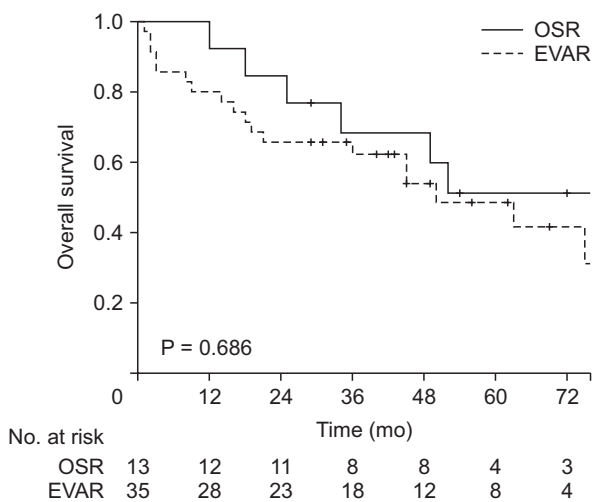 1.0
0.8
0.6
0.4
0.2
Overall survival
OSR
EVAR
P = 0.686
0 12 24 36 48 60 72
Time (mo)
No. at risk
OSR 13 12 11 8 8 4 3
EVAR 35 28 23 18 12 8 4